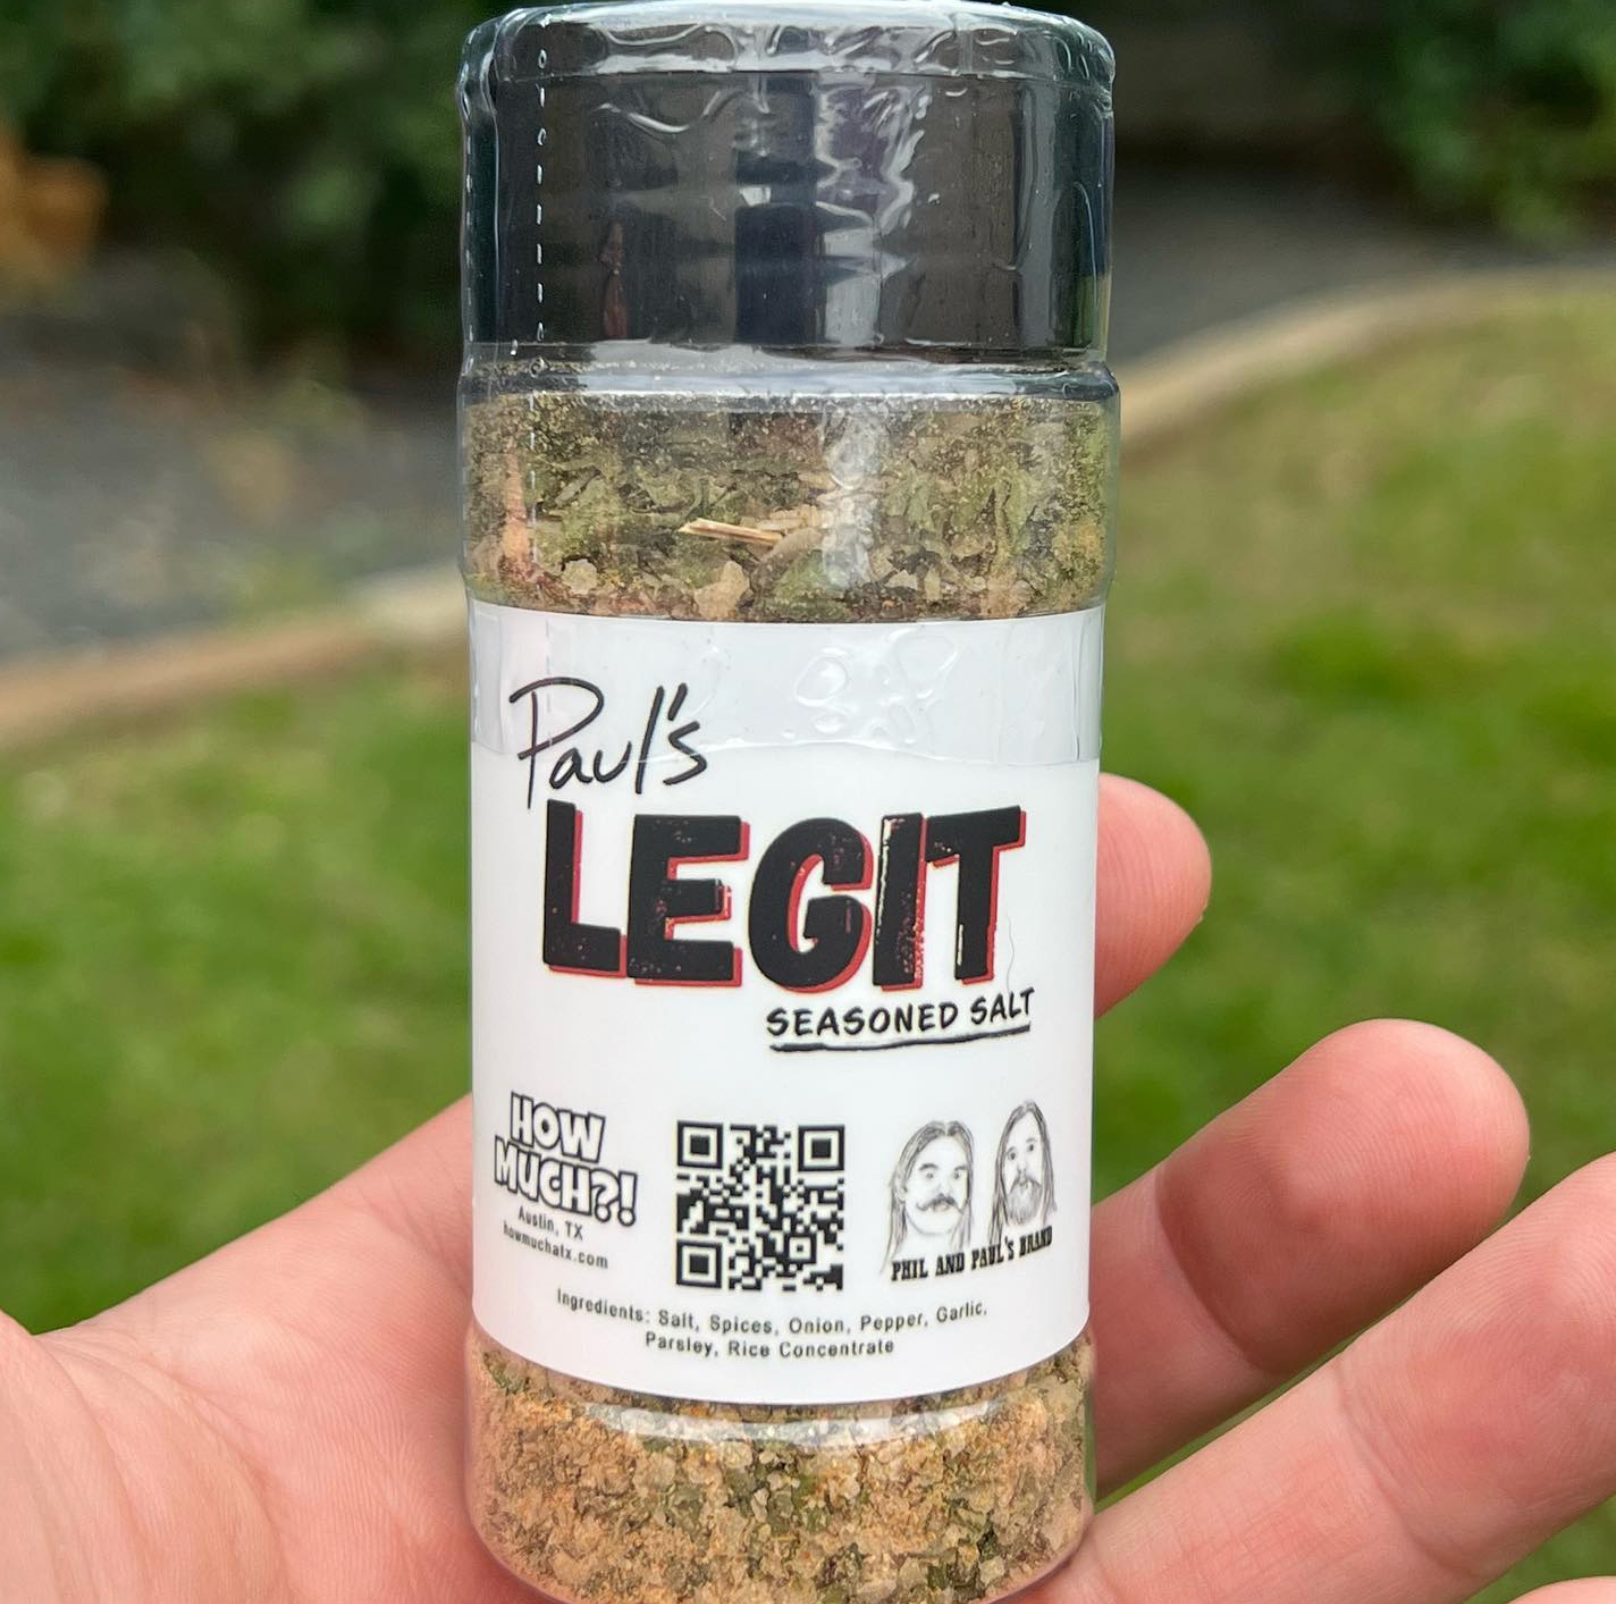 Paul's
LEGIT
SEASONED SALT
HOW
MUCH?!
Austin, TX
howmuchatx.com
PHIL AND PAUL'S BRAND
Ingredients: Salt, Spices, Onion, Pepper, Garlic,
Parsley, Rice Concentrate